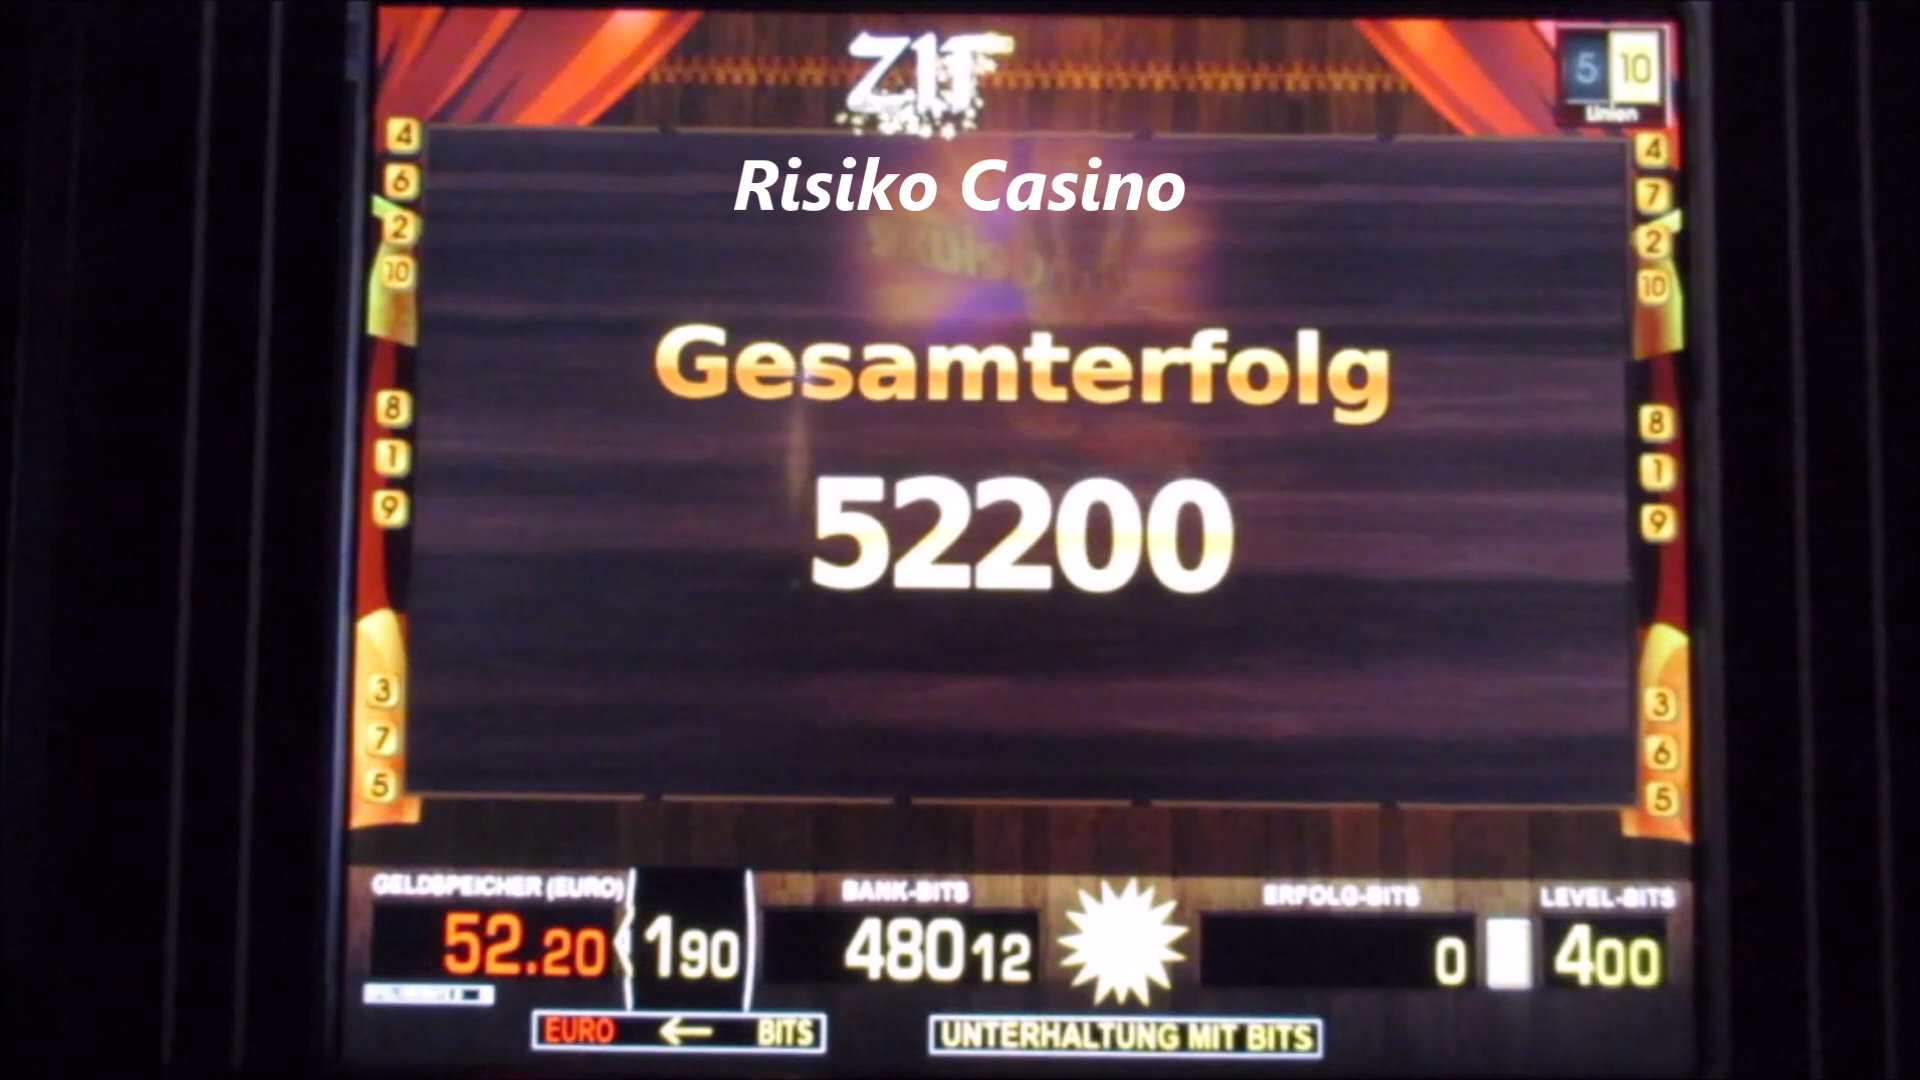 ZIF
5 10
Linien
Risiko Casino
4
6
2
10
8
1
9
3
7
5
4
7
2
10
8
1
9
3
6
5
Gesamterfolg
52200
GELDSPEICHER (EURO)
BANK-BITS
ERFOLG-BITS
LEVEL-BITS
52.20
190
48012
0
400
EURO ← BITS
UNTERHALTUNG MIT BITS